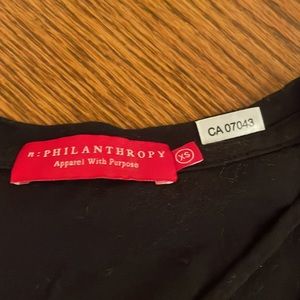 n:PHILANTHROPY
Apparel With Purpose
XS
CA 07043